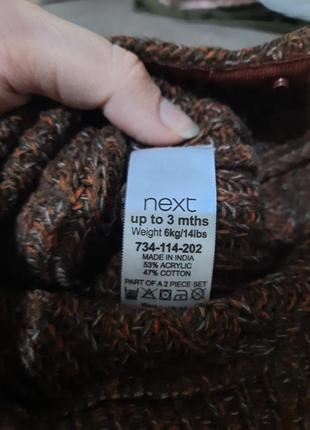 next
up to 3 mths
Weight 6kg/14lbs
734-114-202
MADE IN INDIA
53% ACRYLIC
47% COTTON
PART OF A 2 PIECE SET